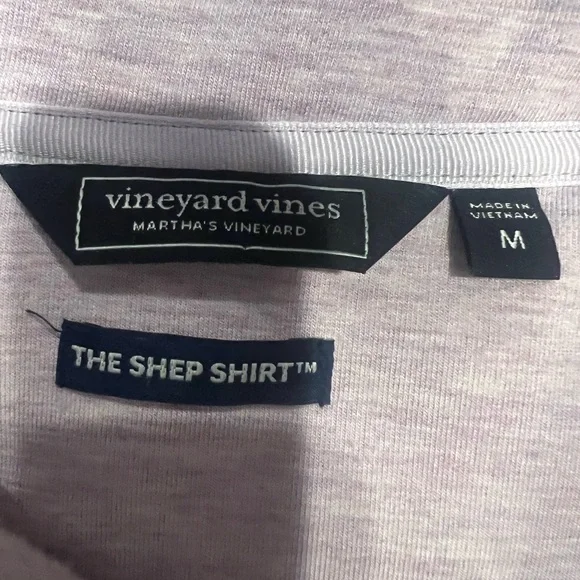 vineyard vines
MARTHA'S VINEYARD
MADE IN
VIETNAM
M
THE SHEP SHIRT™